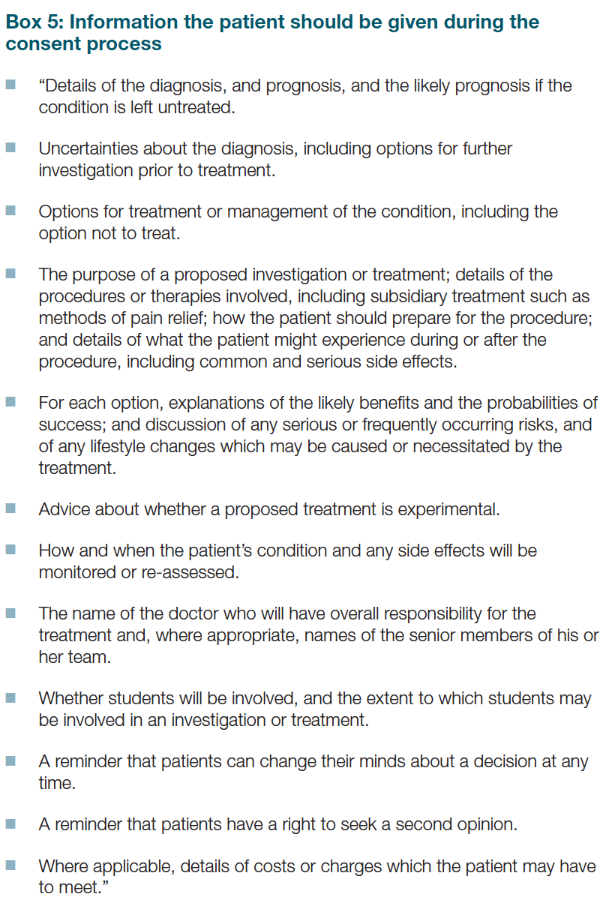 Box 5: Information the patient should be given during the
consent process
“Details of the diagnosis, and prognosis, and the likely prognosis if the
condition is left untreated.
Uncertainties about the diagnosis, including options for further
investigation prior to treatment.
Options for treatment or management of the condition, including the
option not to treat.
The purpose of a proposed investigation or treatment; details of the
procedures or therapies involved, including subsidiary treatment such as
methods of pain relief; how the patient should prepare for the procedure;
and details of what the patient might experience during or after the
procedure, including common and serious side effects.
For each option, explanations of the likely benefits and the probabilities of
success; and discussion of any serious or frequently occurring risks, and
of any lifestyle changes which may be caused or necessitated by the
treatment.
Advice about whether a proposed treatment is experimental.
How and when the patient’s condition and any side effects will be
monitored or re-assessed.
The name of the doctor who will have overall responsibility for the
treatment and, where appropriate, names of the senior members of his or
her team.
Whether students will be involved, and the extent to which students may
be involved in an investigation or treatment.
A reminder that patients can change their minds about a decision at any
time.
A reminder that patients have a right to seek a second opinion.
Where applicable, details of costs or charges which the patient may have
to meet.”